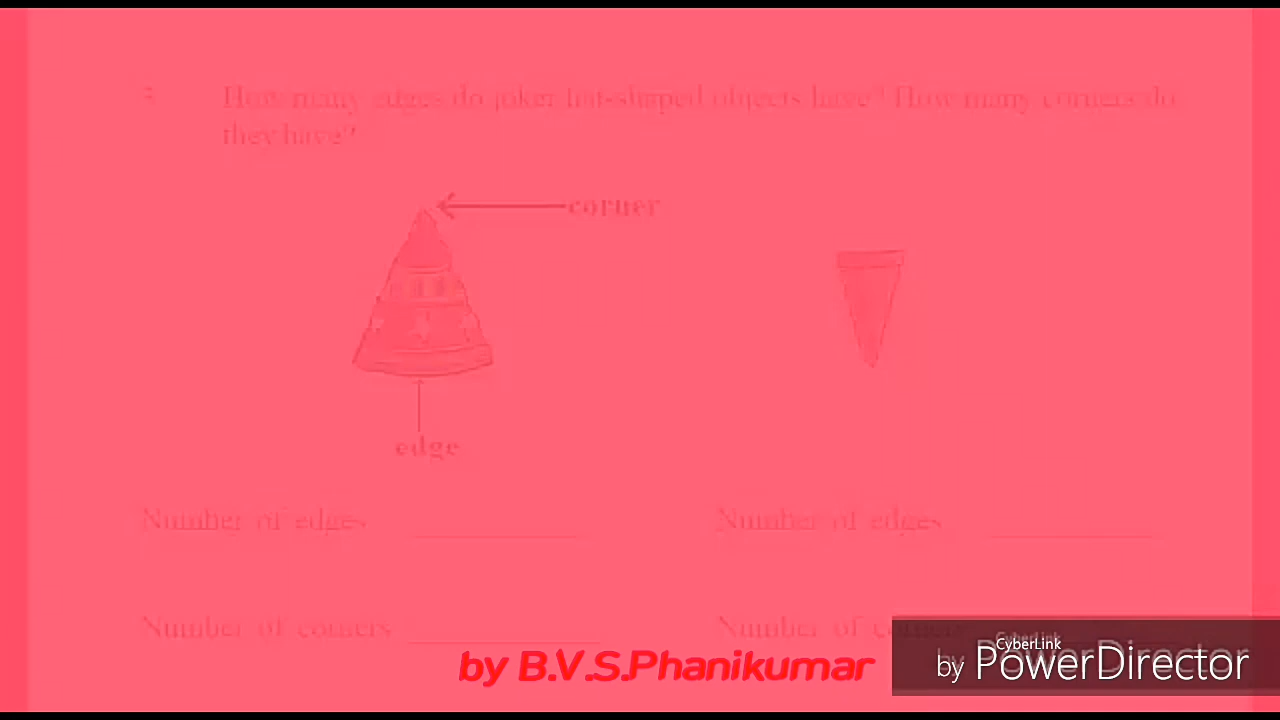 How many edges do joker hat-shaped objects have? How many corners do
they have?
corner
edge
Number of edges
Number of edges
Number of corners
Number of corners
by B.V.S.Phanikumar
CyberLink
by PowerDirector